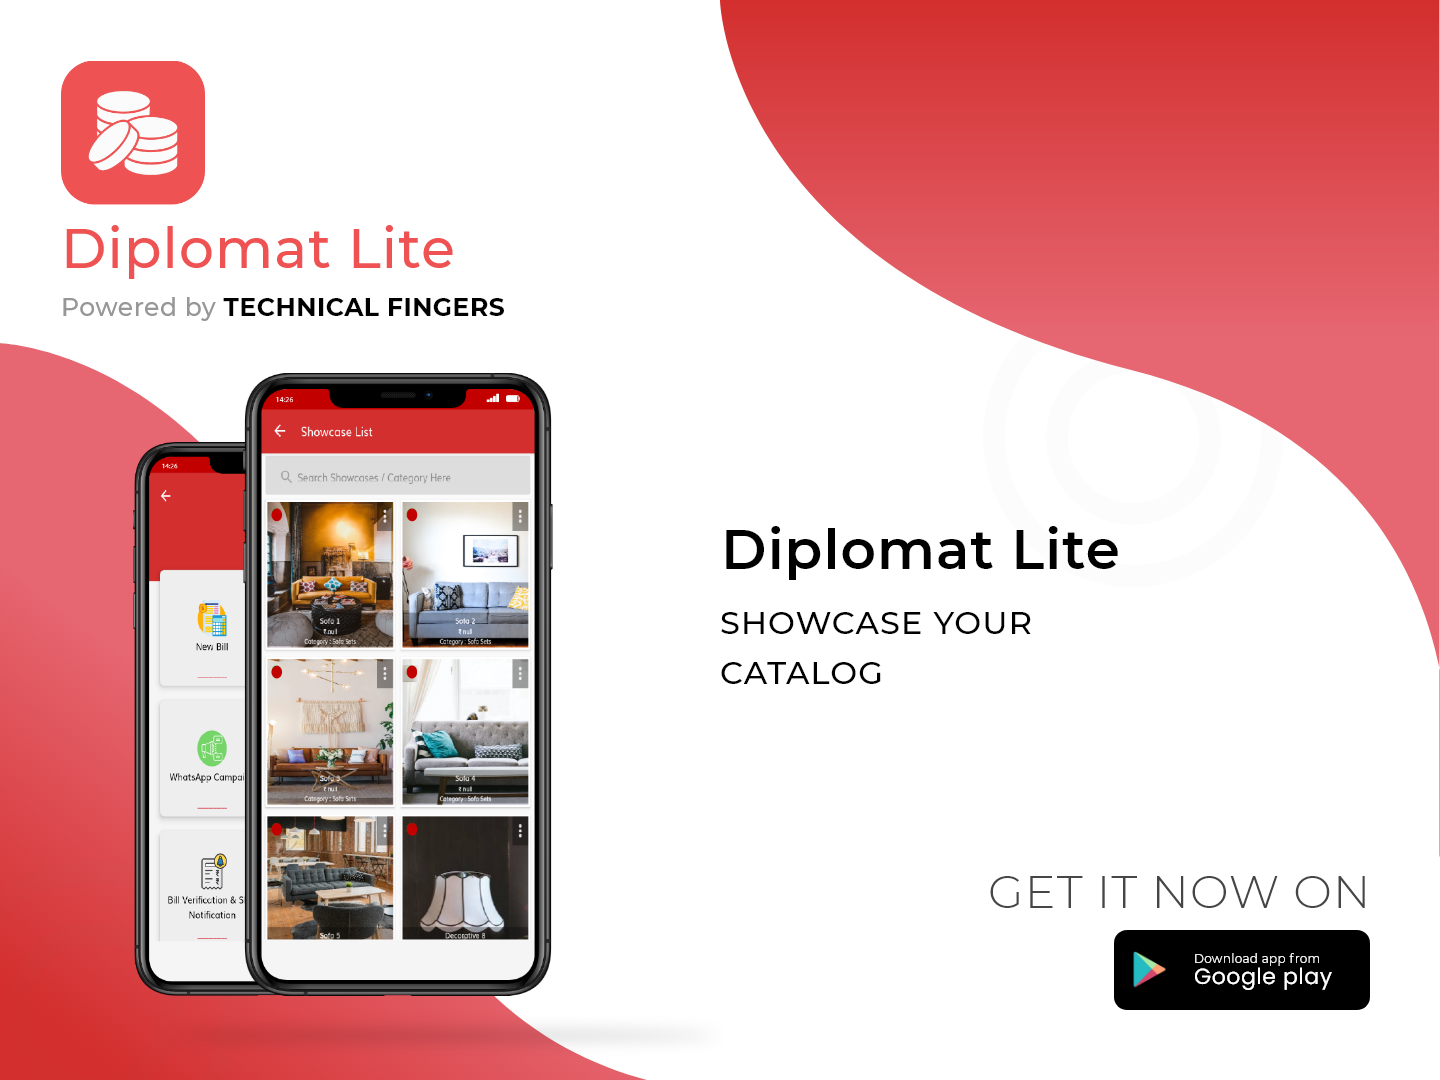 Diplomat Lite
Powered by TECHNICAL FINGERS
14:26
New Bill
WhatsApp Campai
Bill Vericction & S
Notification
14:26
Showcase List
Search Showcases / Category Here
Sofa 1
₹ null
Category : Sofa Sets
Sofa 2
₹ null
Category : Sofa Sets
Sofa 3
₹ null
Category : Sofa Sets
Sofa 4
₹ null
Category : Sofa Sets
Sofa 5
Decorative 8
Diplomat Lite
SHOWCASE YOUR
CATALOG
GET IT NOW ON
Download app from
Google play